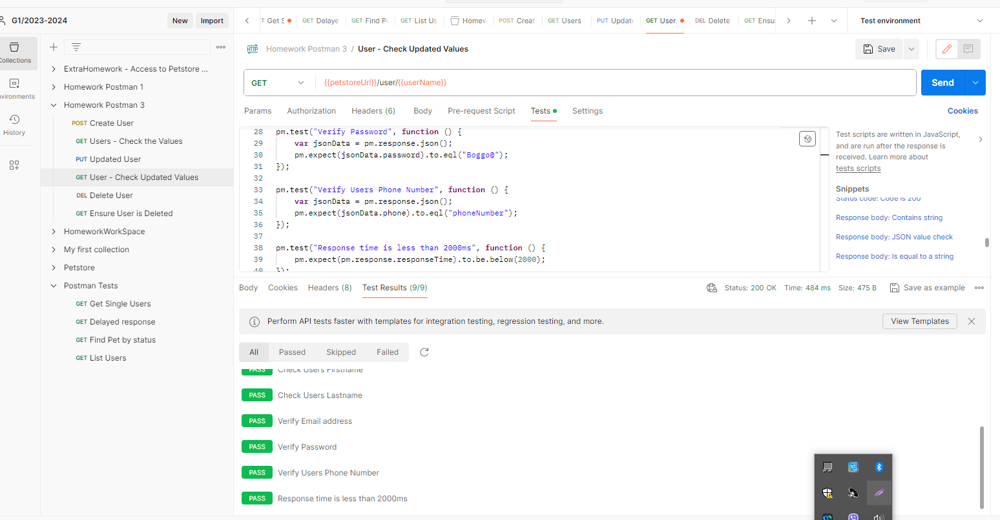 G1/2023-2024
New
Import
Get S
GET Delaye
GET Find P
GET List Us
Homew
POST Creat
GET Users
PUT Updat
GET User
DEL Delete
GET Ensu
Test environment
Collections
ExtraHomework - Access to Petstore ...
Homework Postman 1
Environments
Homework Postman 3
POST Create User
History
GET Users - Check the Values
PUT Updated User
GET User - Check Updated Values
DEL Delete User
GET Ensure User is Deleted
HomeworkWorkSpace
My first collection
Petstore
Postman Tests
GET Get Single Users
GET Delayed response
GET Find Pet by status
GET List Users
HTTP
Homework Postman 3 / User - Check Updated Values
Save
GET
{{petstoreUrl}}/user/{{userName}}
Send
Params
Authorization
Headers (6)
Body
Pre-request Script
Tests
Settings
Cookies
28 pm.test("Verify Password", function () {
29 var jsonData = pm.response.json();
30 pm.expect(jsonData.password).to.eql("Boggo@");
31 });
32
33 pm.test("Verify Users Phone Number", function () {
34 var jsonData = pm.response.json();
35 pm.expect(jsonData.phone).to.eql("phoneNumber");
36 });
37
38 pm.test("Response time is less than 2000ms", function () {
39 pm.expect(pm.response.responseTime).to.be.below(2000);
40 });
Test scripts are written in JavaScript,
and are run after the response is
received. Learn more about
tests scripts
Snippets
Status code: Code is 200
Response body: Contains string
Response body: JSON value check
Response body: Is equal to a string
Body
Cookies
Headers (8)
Test Results (9/9)
Status: 200 OK
Time: 484 ms
Size: 475 B
Save as example
Perform API tests faster with templates for integration testing, regression testing, and more.
View Templates
All
Passed
Skipped
Failed
PASS Check Users Firstname
PASS Check Users Lastname
PASS Verify Email address
PASS Verify Password
PASS Verify Users Phone Number
PASS Response time is less than 2000ms